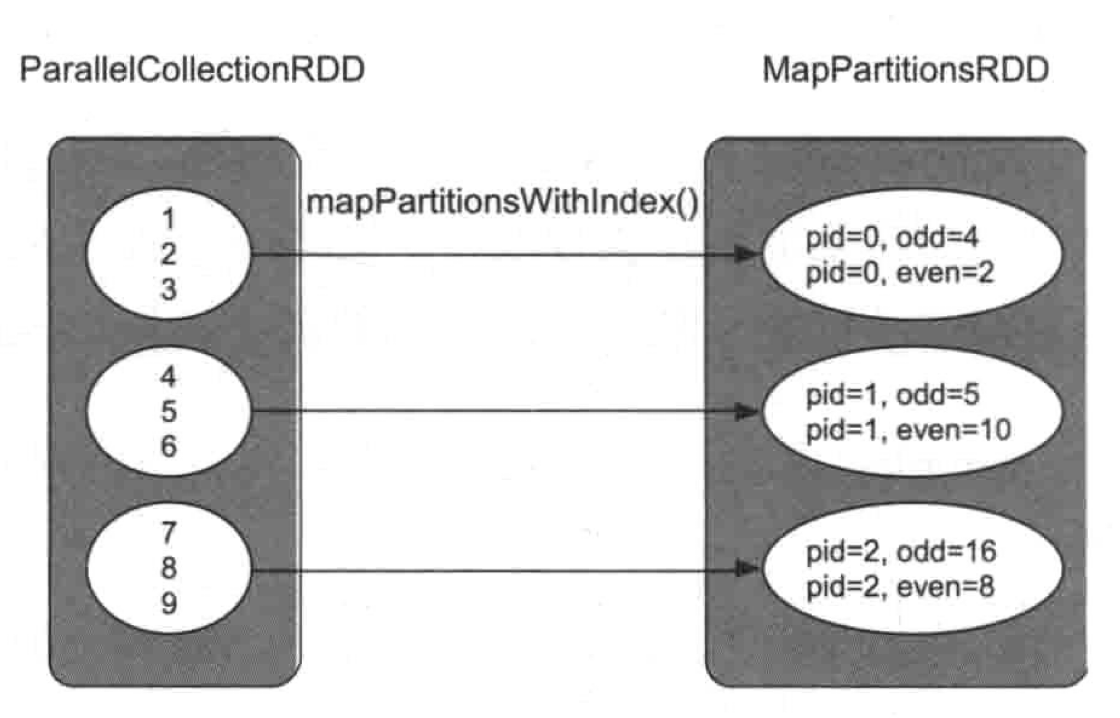 ParallelCollectionRDD
MapPartitionsRDD
mapPartitionsWithIndex()
1
2
3
pid=0, odd=4
pid=0, even=2
4
5
6
pid=1, odd=5
pid=1, even=10
7
8
9
pid=2, odd=16
pid=2, even=8